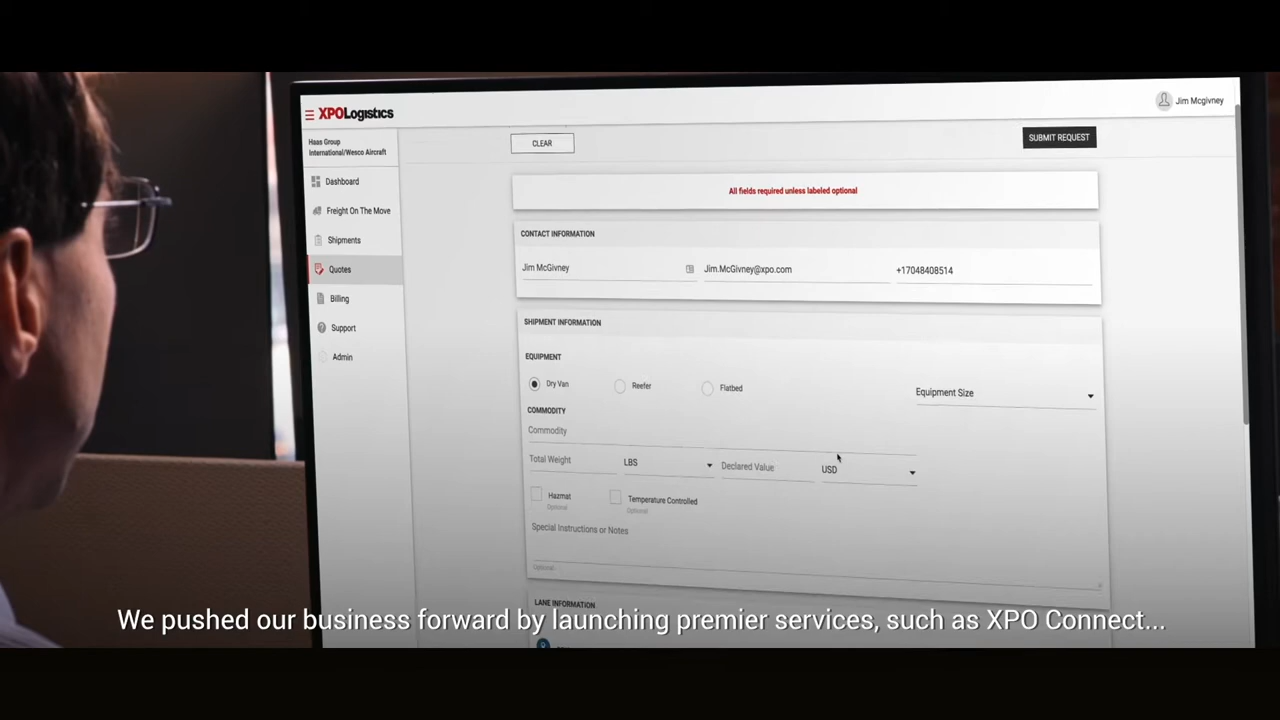 XPOLogistics
Jim Mcgivney
Haas Group
International/Wesco Aircraft
CLEAR
SUBMIT REQUEST
Dashboard
Freight On The Move
Shipments
Quotes
Billing
Support
Admin
All fields required unless labeled optional
CONTACT INFORMATION
Jim McGivney
Jim.McGivney@xpo.com
+17048408514
SHIPMENT INFORMATION
EQUIPMENT
Dry Van
Reefer
Flatbed
Equipment Size
COMMODITY
Commodity
Total Weight
LBS
Declared Value
USD
Hazmat
Optional
Temperature Controlled
Optional
Special Instructions or Notes
Optional
LANE INFORMATION
We pushed our business forward by launching premier services, such as XPO Connect...